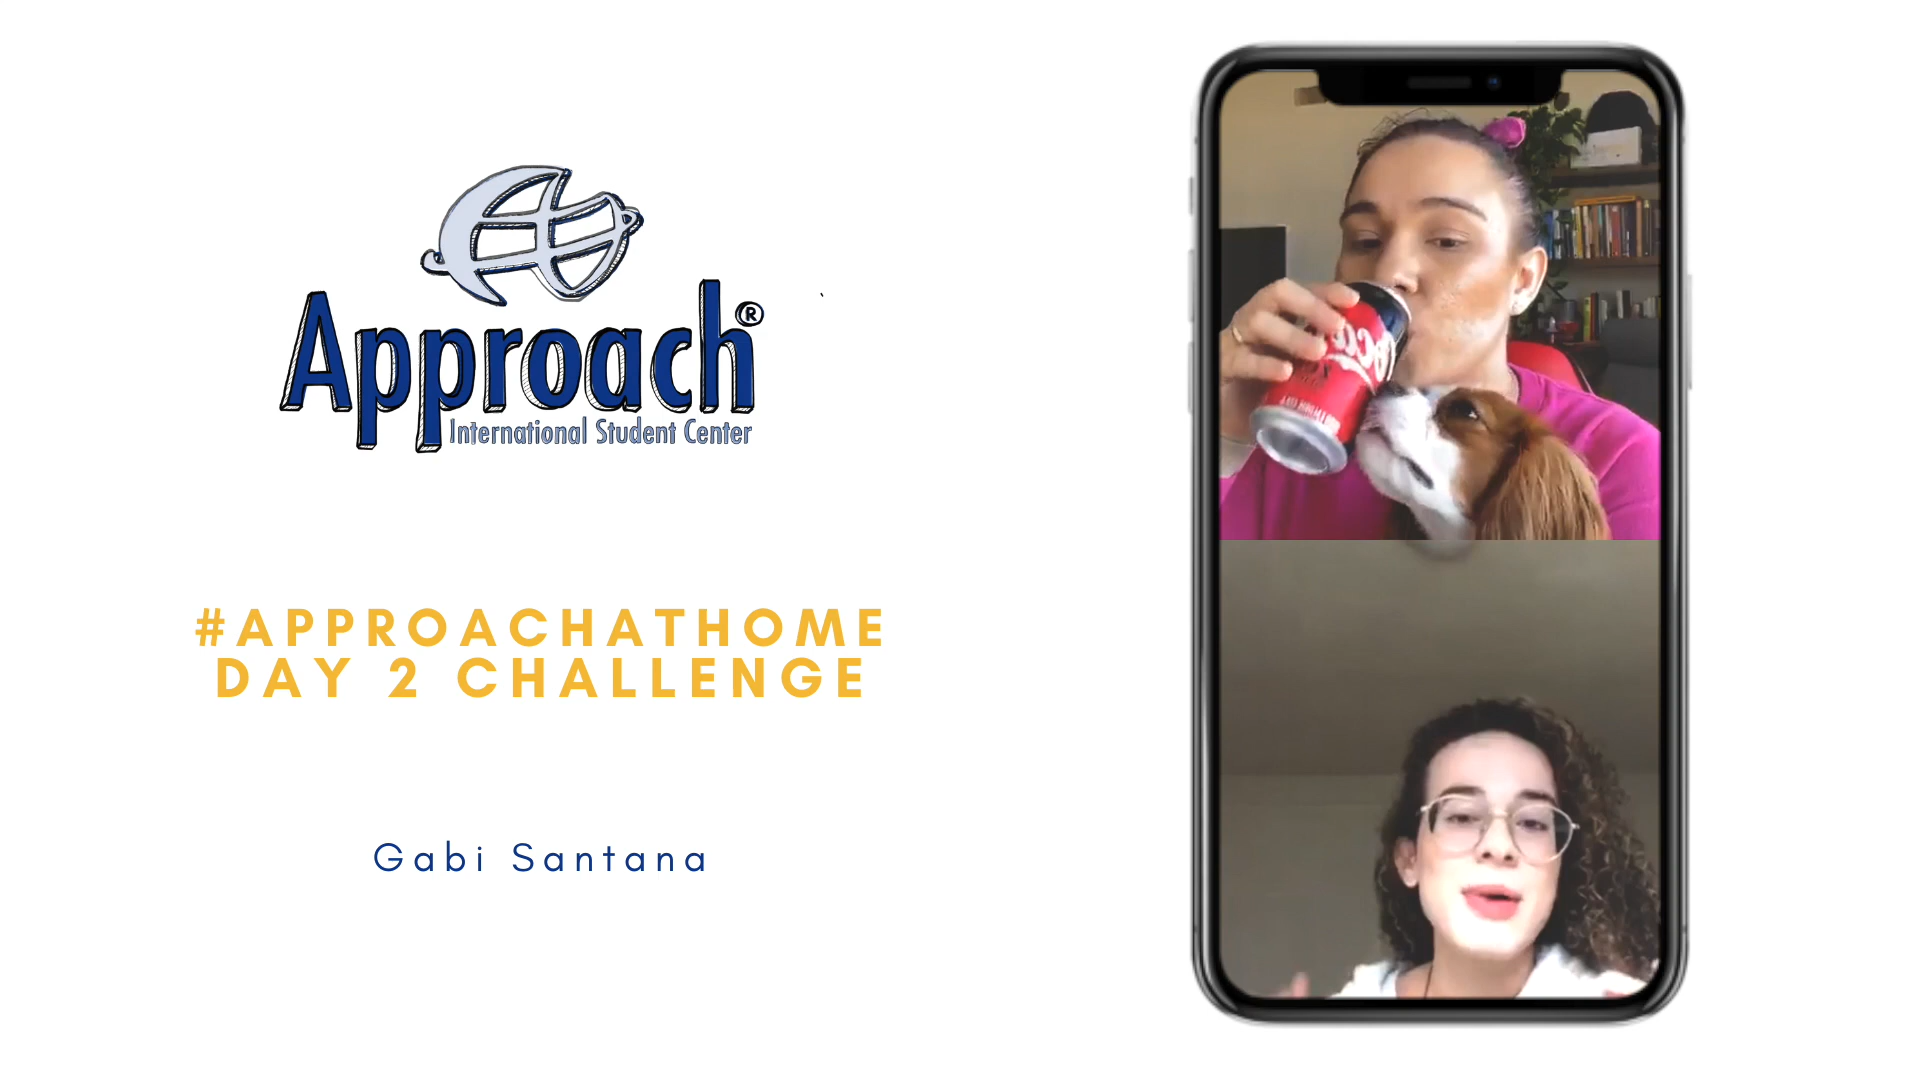 Approach®
International Student Center
#APPROACHATHOME
DAY 2 CHALLENGE
Gabi Santana